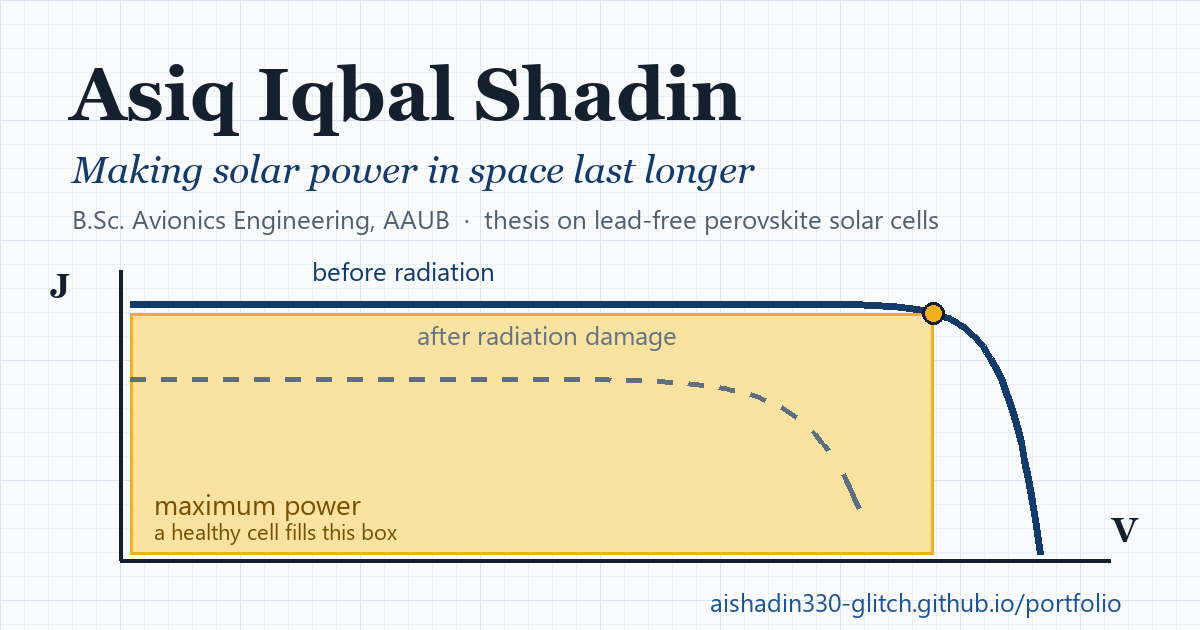 Asiq Iqbal Shadin
Making solar power in space last longer
B.Sc. Avionics Engineering, AAUB · thesis on lead-free perovskite solar cells
before radiation
J
after radiation damage
maximum power
a healthy cell fills this box
V
aishadin330-glitch.github.io/portfolio